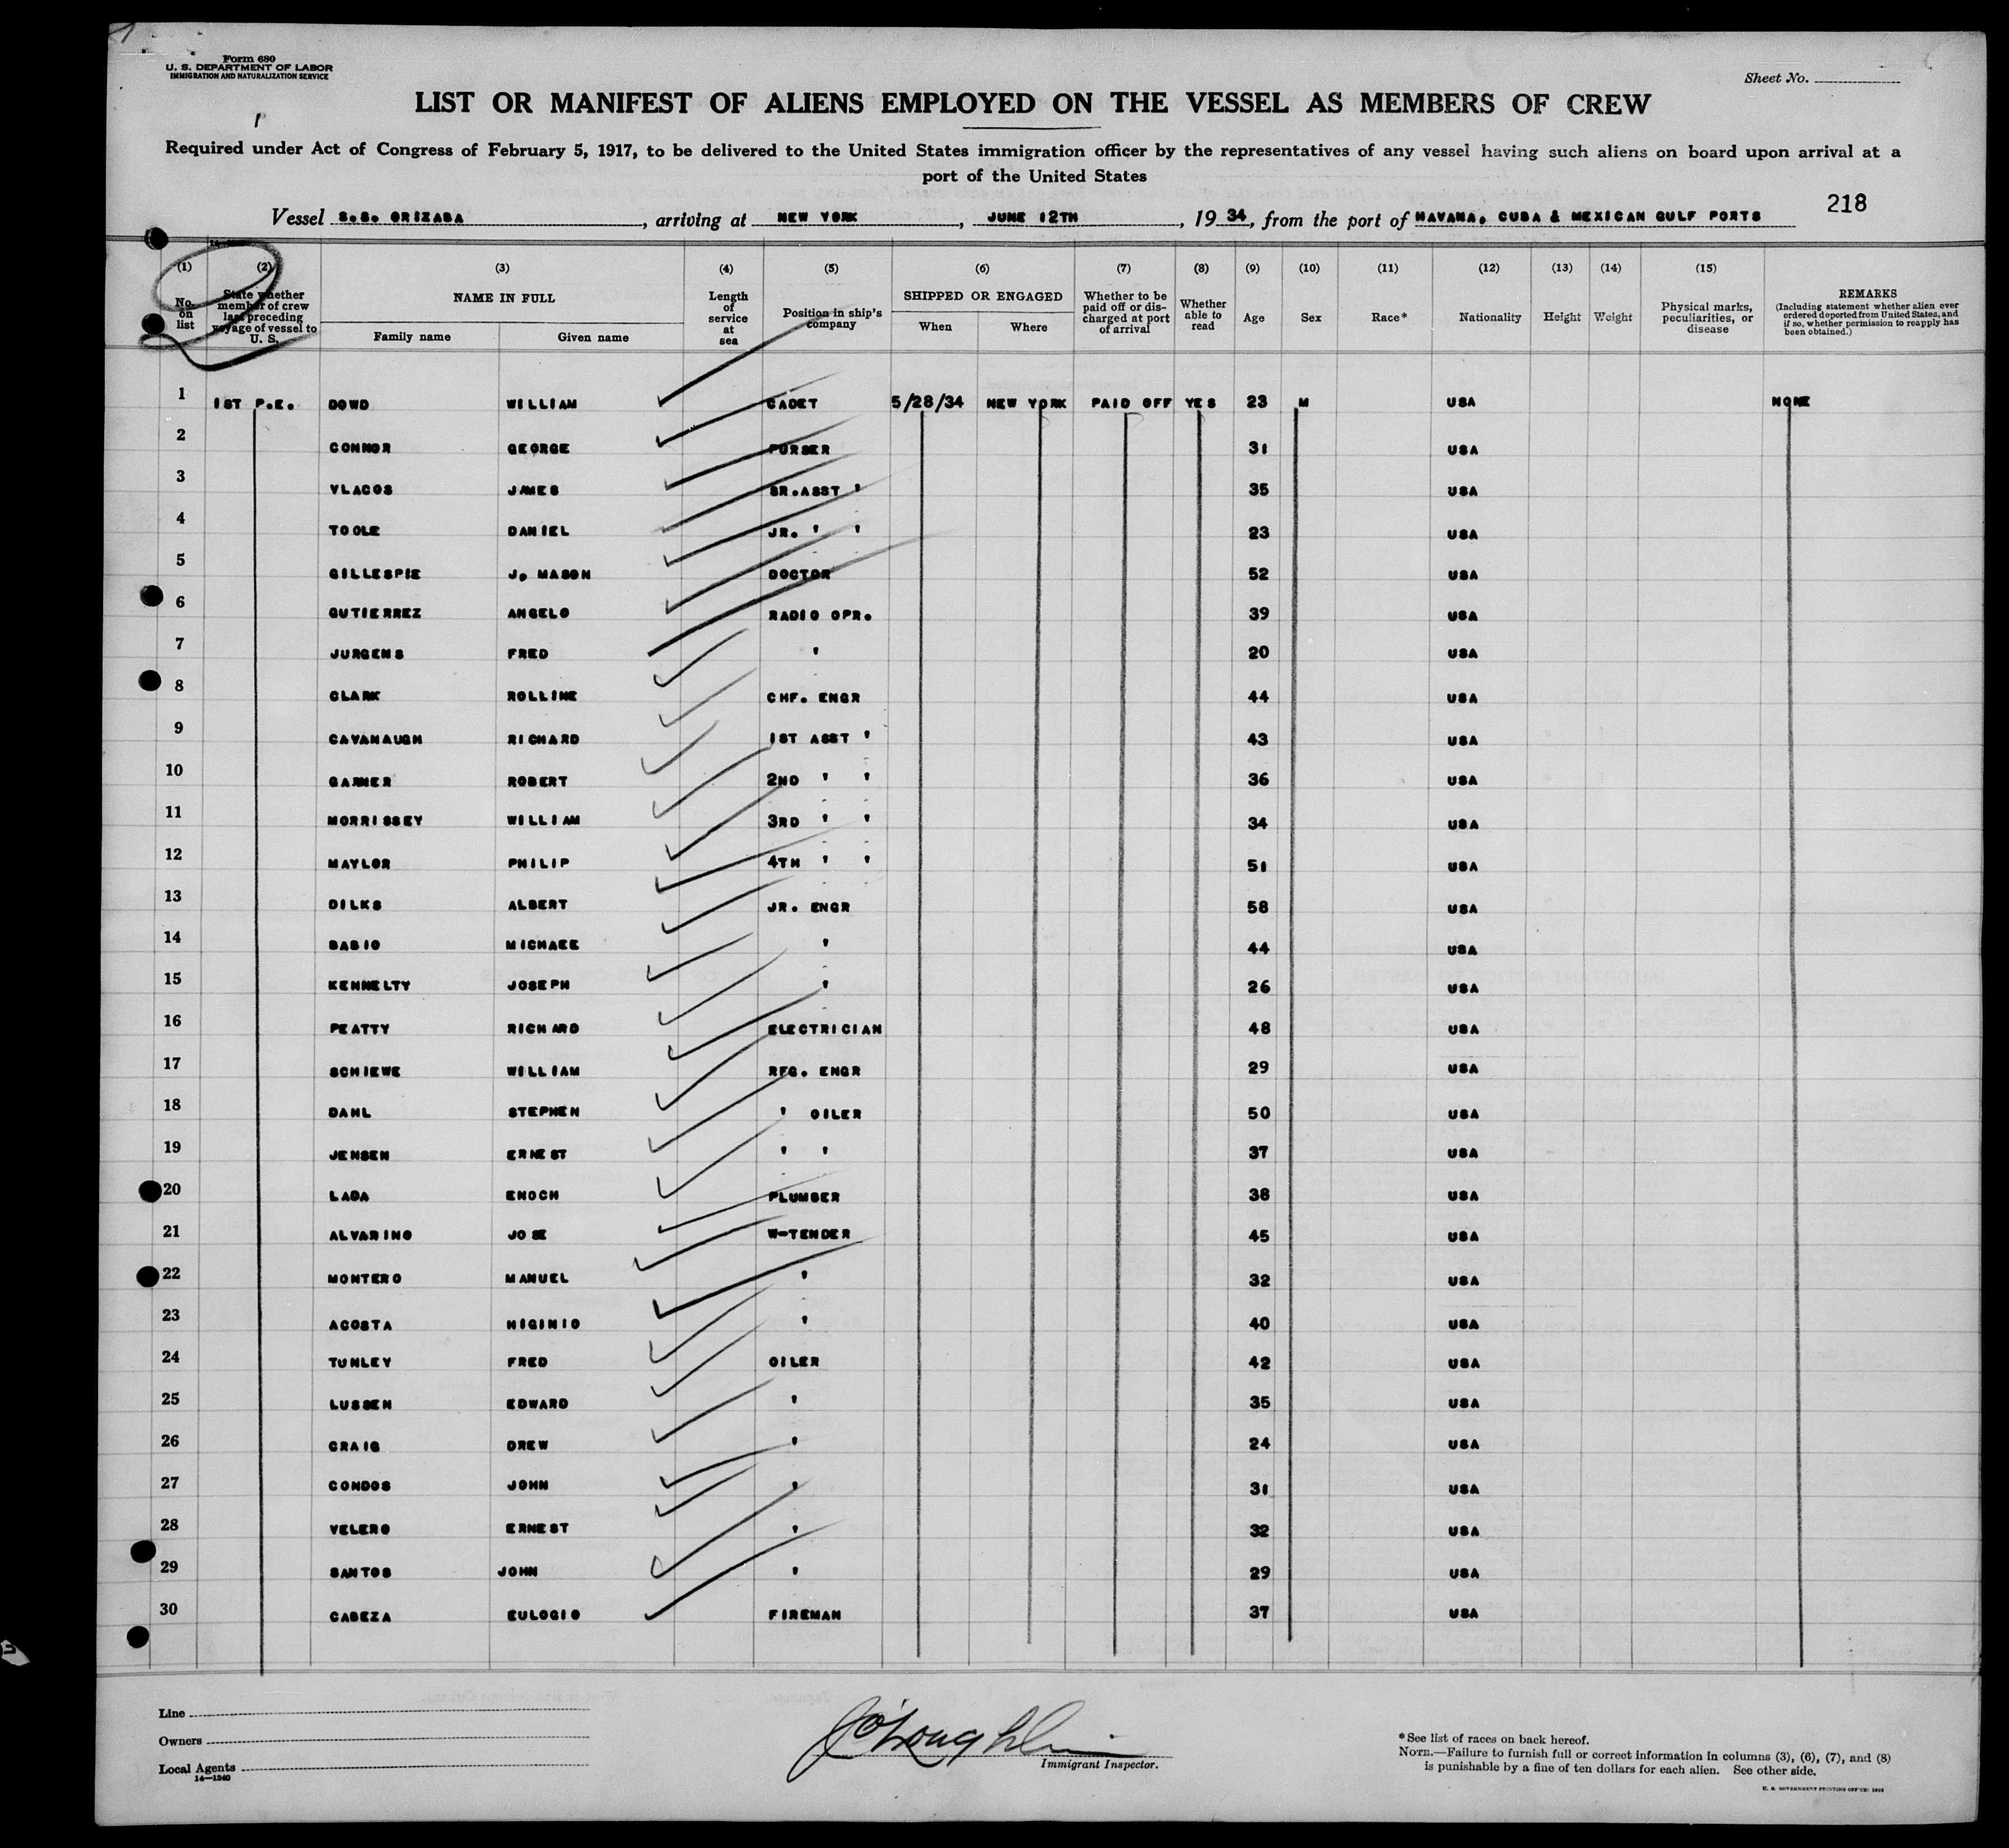 Form 680
U. S. DEPARTMENT OF LABOR
IMMIGRATION AND NATURALIZATION SERVICE
Sheet No.
LIST OR MANIFEST OF ALIENS EMPLOYED ON THE VESSEL AS MEMBERS OF CREW
Required under Act of Congress of February 5, 1917, to be delivered to the United States immigration officer by the representatives of any vessel having such aliens on board upon arrival at a
port of the United States
218
Vessel S.S. ORIZABA, arriving at NEW YORK, JUNE 12TH, 19 34, from the port of HAVANA, CUBA & MEXICAN GULF PORTS
(1) (2) (3) (4) (5) (6) (7) (8) (9) (10) (11) (12) (13) (14) (15)
No. on list
State whether member of crew last preceding voyage of vessel to U. S.
NAME IN FULL
Family name Given name
Length of service at sea
Position in ship's company
SHIPPED OR ENGAGED
When Where
Whether to be paid off or discharged at port of arrival
Whether able to read
Age Sex Race* Nationality Height Weight
Physical marks, peculiarities, or disease
REMARKS
(Including statement whether alien ever ordered deported from United States, and if so, whether permission to reapply has been obtained.)
1 1ST P.E. DOWD WILLIAM CADET 5/28/34 NEW YORK PAID OFF YES 23 M USA NONE
2 CONNOR GEORGE PURSER 31 USA
3 VLACOS JAMES SR.ASST ' 35 USA
4 TOOLE DANIEL JR. ' ' 23 USA
5 GILLESPIE J. MASON DOCTOR 52 USA
6 GUTIERREZ ANGELO RADIO OPR. 39 USA
7 JURGENS FRED ' 20 USA
8 CLARK ROLLINE CHF. ENGR 44 USA
9 CAVANAUGH RICHARD 1ST ASST ' 43 USA
10 ROBERT 2ND ' ' 36 USA
11 MORRISSEY WILLIAM 3RD ' ' 34 USA
12 MAYLOR PHILIP 4TH ' ' 51 USA
13 DILKS ALBERT JR. ENGR 58 USA
14 MICHAEL ' 44 USA
15 KENNELTY JOSEPH ' 26 USA
16 PEATTY RICHARD ELECTRICIAN 48 USA
17 SCHIEWE WILLIAM RFG. ENGR 29 USA
18 DAHL STEPHEN ' OILER 50 USA
19 JENSEN ERNEST ' ' 37 USA
20 LADA ENOCH PLUMBER 38 USA
21 ALVARINO JOSE W-TENDER 45 USA
22 MONTERO MANUEL ' 32 USA
23 ACOSTA HIGINIO ' 40 USA
24 TUNLEY FRED OILER 42 USA
25 LUSSEN EDWARD ' 35 USA
26 CRAIG DREW ' 24 USA
27 CONDOS JOHN ' 31 USA
28 VELERO ERNEST ' 32 USA
29 SANTOS JOHN ' 29 USA
30 CABEZA EULOGIO FIREMAN 37 USA
Line
Owners
Local Agents
14—1240
J O'Loughlin
Immigrant Inspector.
*See list of races on back hereof.
NOTE.—Failure to furnish full or correct information in columns (3), (6), (7), and (8)
is punishable by a fine of ten dollars for each alien. See other side.